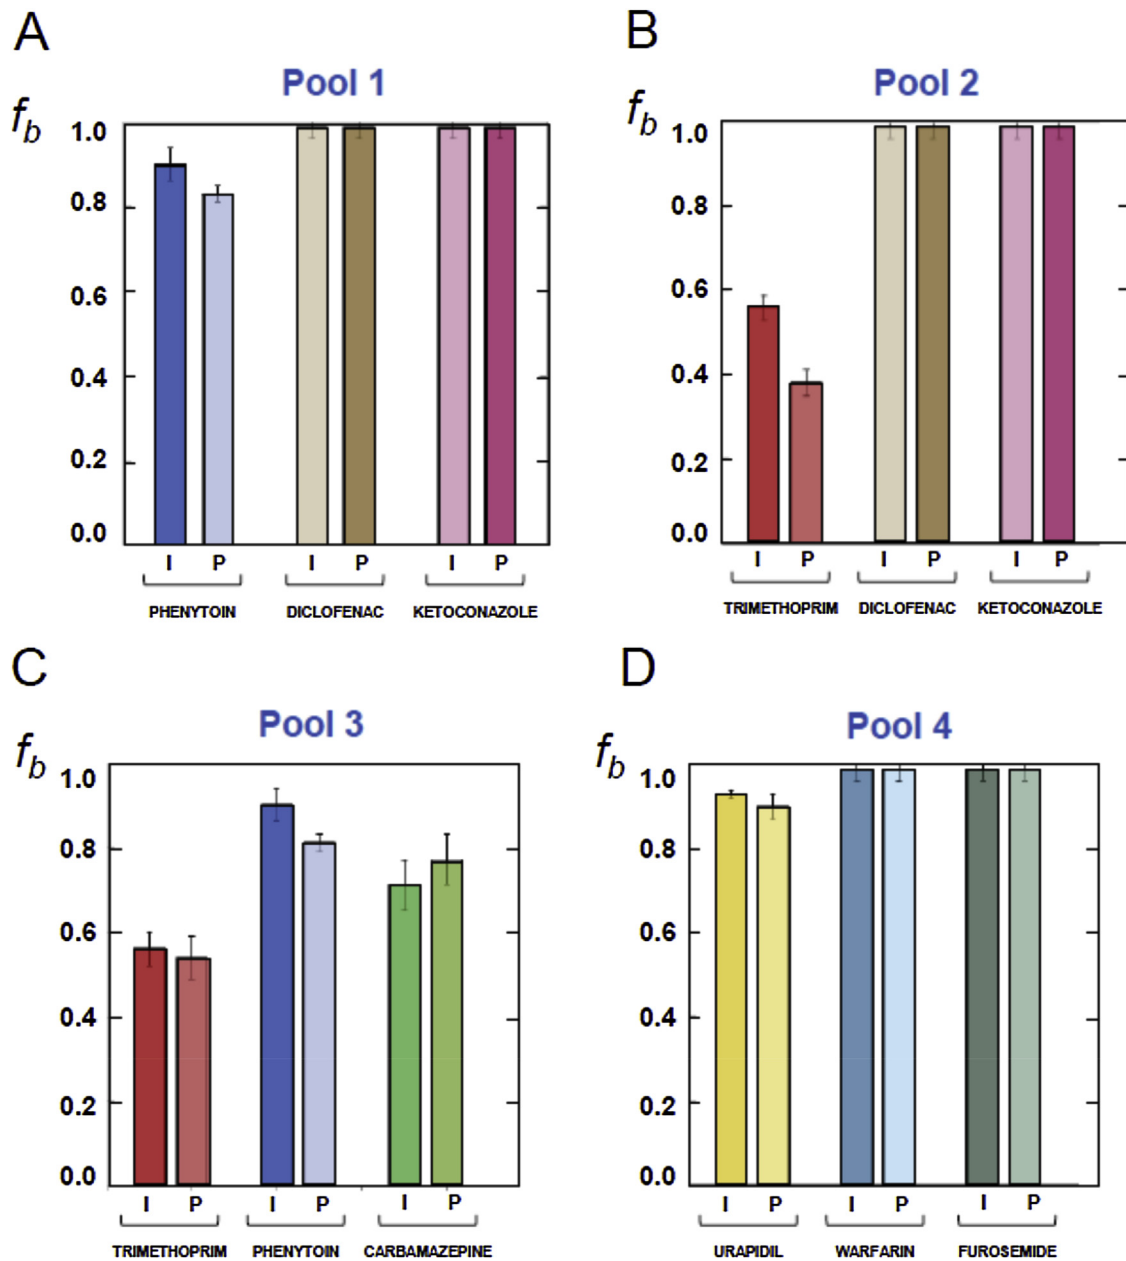 A
Pool 1
fb
1.0
0.8
0.6
0.4
0.2
0.0
I P I P I P
PHENYTOIN DICLOFENAC KETOCONAZOLE
B
Pool 2
fb
1.0
0.8
0.6
0.4
0.2
0.0
I P I P I P
TRIMETHOPRIM DICLOFENAC KETOCONAZOLE
C
Pool 3
fb
1.0
0.8
0.6
0.4
0.2
0.0
I P I P I P
TRIMETHOPRIM PHENYTOIN CARBAMAZEPINE
D
Pool 4
fb
1.0
0.8
0.6
0.4
0.2
0.0
I P I P I P
URAPIDIL WARFARIN FUROSEMIDE